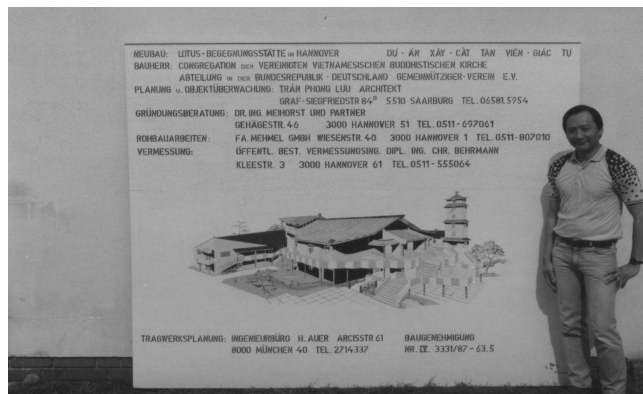 NEUBAU: LOTUS-BEGEGNUNGSSTÄTTE IN HANNOVER DỰ - ÁN XÂY - CẤT TÂN VIÊN - GIÁC TỰ
BAUHERR: CONGREGATION DER VEREINIGTEN VIETNAMESISCHEN BUDDHISTISCHEN KIRCHE
ABTEILUNG IN DER BUNDESREPUBLIK - DEUTSCHLAND GEMEINNÜTZIGER-VEREIN E.V.
PLANUNG U. OBJEKTÜBERWACHUNG: TRẦN PHONG LƯU ARCHITEKT
GRAF-SIEGFRIEDSTR 84B 5510 SAARBURG TEL. 06581.5954
GRÜNDUNGSBERATUNG: DR. ING. MEIHORST UND PARTNER
GEHÄGESTR. 46 3000 HANNOVER 51 TEL. 0511-697061
ROHBAUARBEITEN: FA. MEHMEL GMBH WIESENSTR. 40 3000 HANNOVER 1 TEL. 0511-807010
VERMESSUNG: ÖFFENTL. BEST. VERMESSUNGSING. DIPL. ING. CHR. BEHRMANN
KLEESTR. 3 3000 HANNOVER 61 TEL. 0511-555064
TRAGWERKSPLANUNG: INGENIEURBÜRO H. AUER ARCISSTR 61 BAUGENEHMIGUNG
8000 MÜNCHEN 40 TEL. 2714337 NR. IV. 3331/87 - 63.5